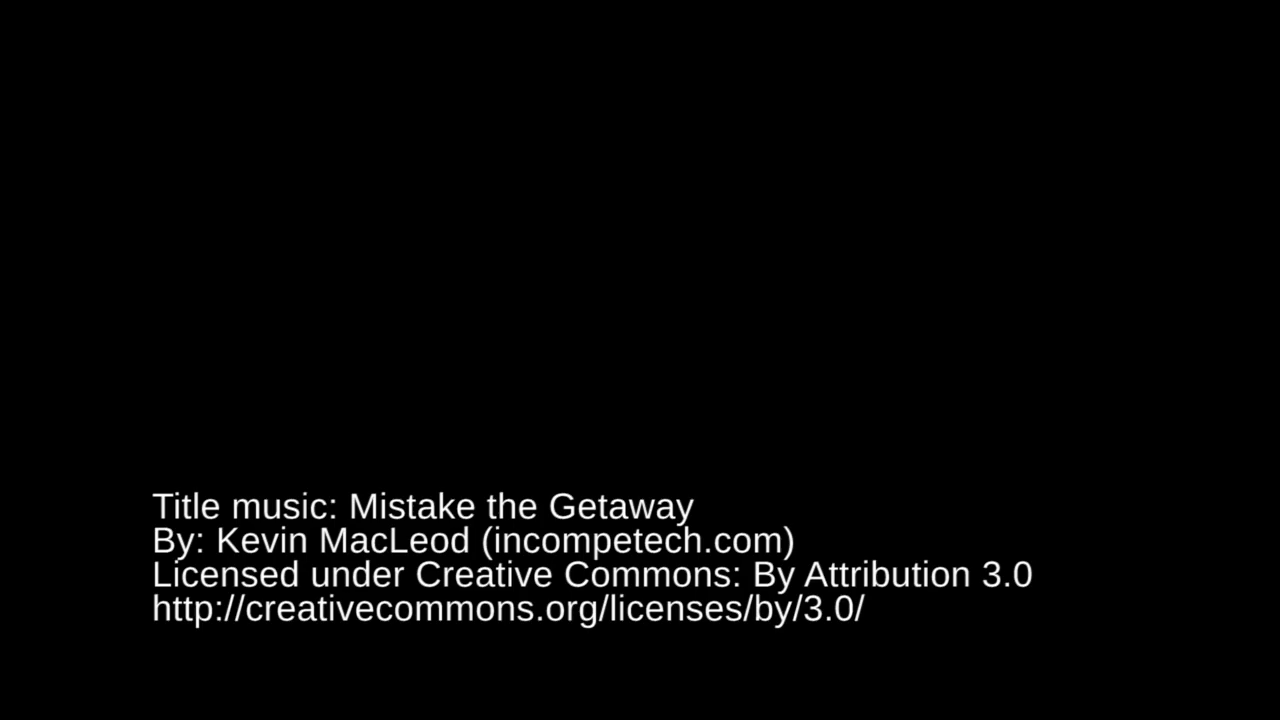 Title music: Mistake the Getaway
By: Kevin MacLeod (incompetech.com)
Licensed under Creative Commons: By Attribution 3.0
http://creativecommons.org/licenses/by/3.0/